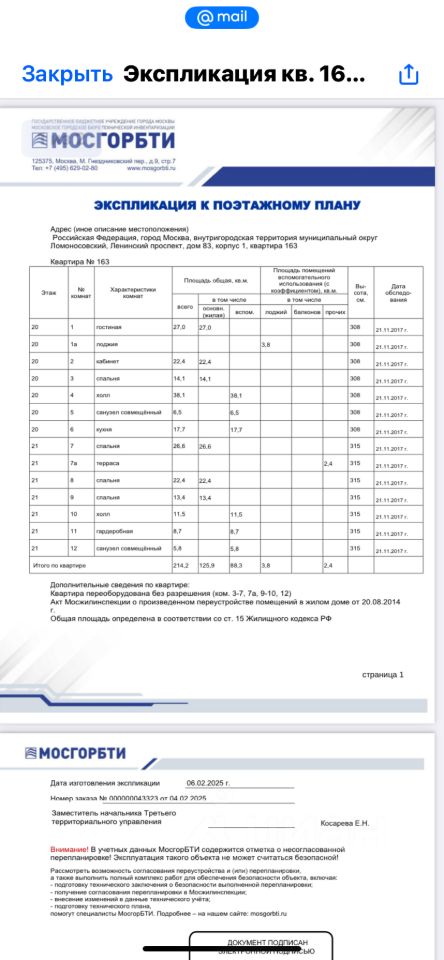 @mail
Закрыть Экспликация кв. 16...
ГОСУДАРСТВЕННОЕ БЮДЖЕТНОЕ УЧРЕЖДЕНИЕ ГОРОДА МОСКВЫ
МОСКОВСКОЕ ГОРОДСКОЕ БЮРО ТЕХНИЧЕСКОЙ ИНВЕНТАРИЗАЦИИ
МОСГОРБТИ
125375, Москва, М. Гнездниковский пер., д.9, стр.7
Тел: +7 (495) 629-02-80 www.mosgorbti.ru
ЭКСПЛИКАЦИЯ К ПОЭТАЖНОМУ ПЛАНУ
Адрес (иное описание местоположения)
Российская Федерация, город Москва, внутригородская территория муниципальный округ
Ломоносовский, Ленинский проспект, дом 83, корпус 1, квартира 163
Квартира № 163
Этаж № комнат Характеристики комнат Площадь общая, кв.м. Площадь помещений вспомогательного использования (с коэффициентом), кв.м. Высота, см. Дата обследования
всего в том числе в том числе
основн. (жилая) вспом. лоджий балконов прочих
20 1 гостиная 27,0 27,0 308 21.11.2017 г.
20 1а лоджия 3,8 308 21.11.2017 г.
20 2 кабинет 22,4 22,4 308 21.11.2017 г.
20 3 спальня 14,1 14,1 308 21.11.2017 г.
20 4 холл 38,1 38,1 308 21.11.2017 г.
20 5 санузел совмещённый 6,5 6,5 308 21.11.2017 г.
20 6 кухня 17,7 17,7 308 21.11.2017 г.
21 7 спальня 26,6 26,6 315 21.11.2017 г.
21 7а терраса 2,4 315 21.11.2017 г.
21 8 спальня 22,4 22,4 315 21.11.2017 г.
21 9 спальня 13,4 13,4 315 21.11.2017 г.
21 10 холл 11,5 11,5 315 21.11.2017 г.
21 11 гардеробная 8,7 8,7 315 21.11.2017 г.
21 12 санузел совмещённый 5,8 5,8 315 21.11.2017 г.
Итого по квартире 214,2 125,9 88,3 3,8 2,4
Дополнительные сведения по квартире:
Квартира переоборудована без разрешения (ком. 3-7, 7а, 9-10, 12)
Акт Мосжилинспекции о произведенном переустройстве помещений в жилом доме от 20.08.2014
г.
Общая площадь определена в соответствии со ст. 15 Жилищного кодекса РФ
страница 1
МОСГОРБТИ
Дата изготовления экспликации 06.02.2025 г.
Номер заказа № 000000043323 от 04.02.2025
Заместитель начальника Третьего
территориального управления Косарева Е.Н.
Внимание! В учетных данных МосгорБТИ содержится отметка о несогласованной
перепланировке! Эксплуатация такого объекта не может считаться безопасной!
Рассмотреть возможность согласования переустройств и (или) перепланировки,
а также выполнить полный комплекс работ для обеспечения безопасности объекта, включая:
- подготовку технического заключения о безопасности выполненной перепланировки;
- получение согласования перепланировки в Мосжилинспекции;
- внесение изменений в данные технического учёта;
- подготовку технического плана,
помогут специалисты МосгорБТИ. Подробнее – на нашем сайте: mosgorbti.ru
ДОКУМЕНТ ПОДПИСАН
ЭЛЕКТРОННОЙ ПОДПИСЬЮ